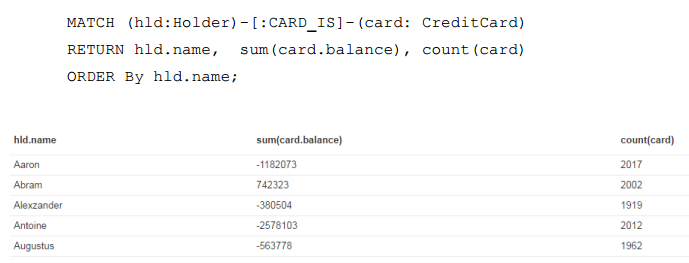 MATCH (hld:Holder)-[:CARD_IS]-(card: CreditCard)
RETURN hld.name, sum(card.balance), count(card)
ORDER By hld.name;
hld.name sum(card.balance) count(card)
Aaron -1182073 2017
Abram 742323 2002
Alexzander -380504 1919
Antoine -2578103 2012
Augustus -563778 1962